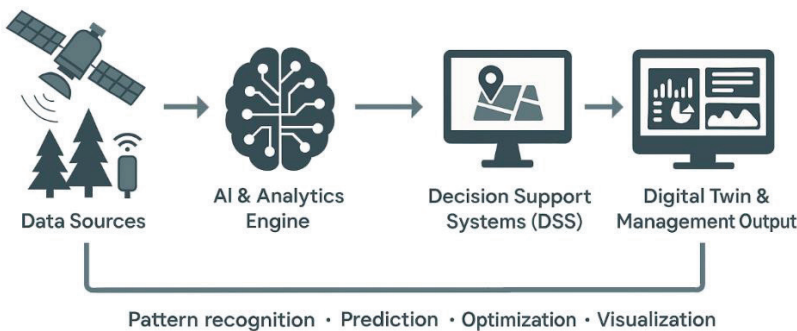 Data Sources
AI & Analytics
Engine
Decision Support
Systems (DSS)
Digital Twin &
Management Output
Pattern recognition · Prediction · Optimization · Visualization